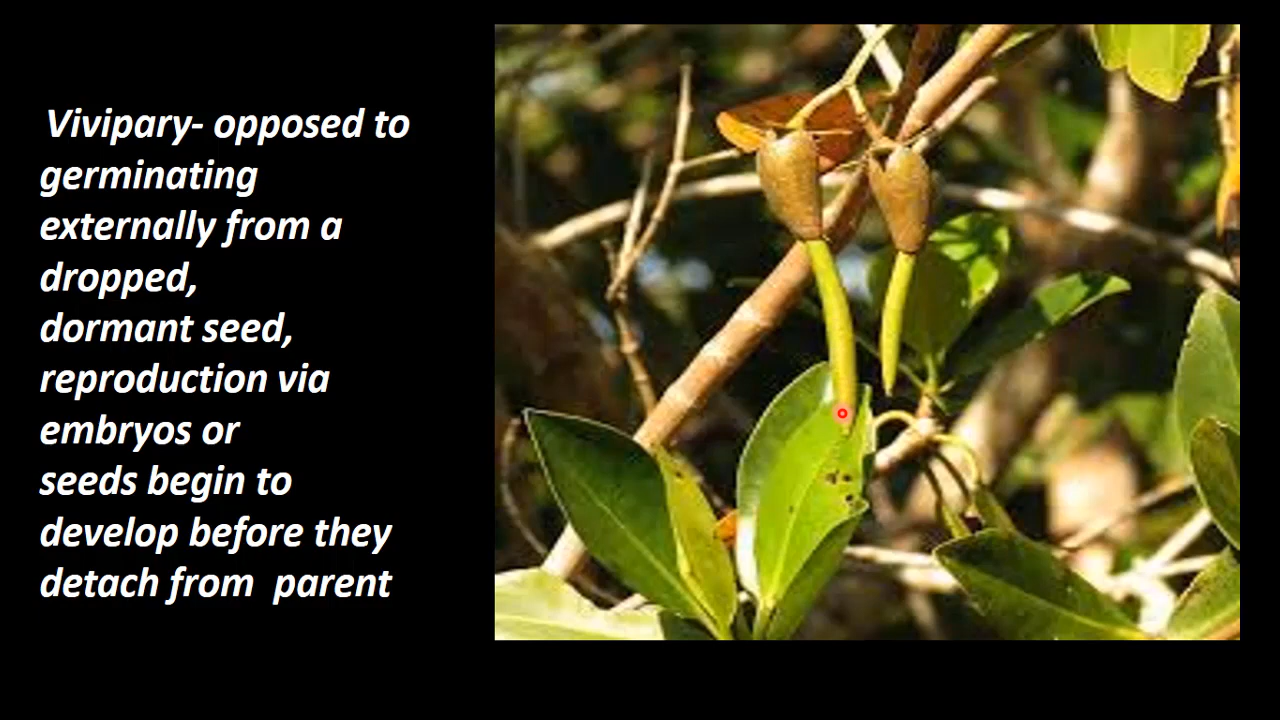 Vivipary- opposed to
germinating
externally from a
dropped,
dormant seed,
reproduction via
embryos or
seeds begin to
develop before they
detach from  parent